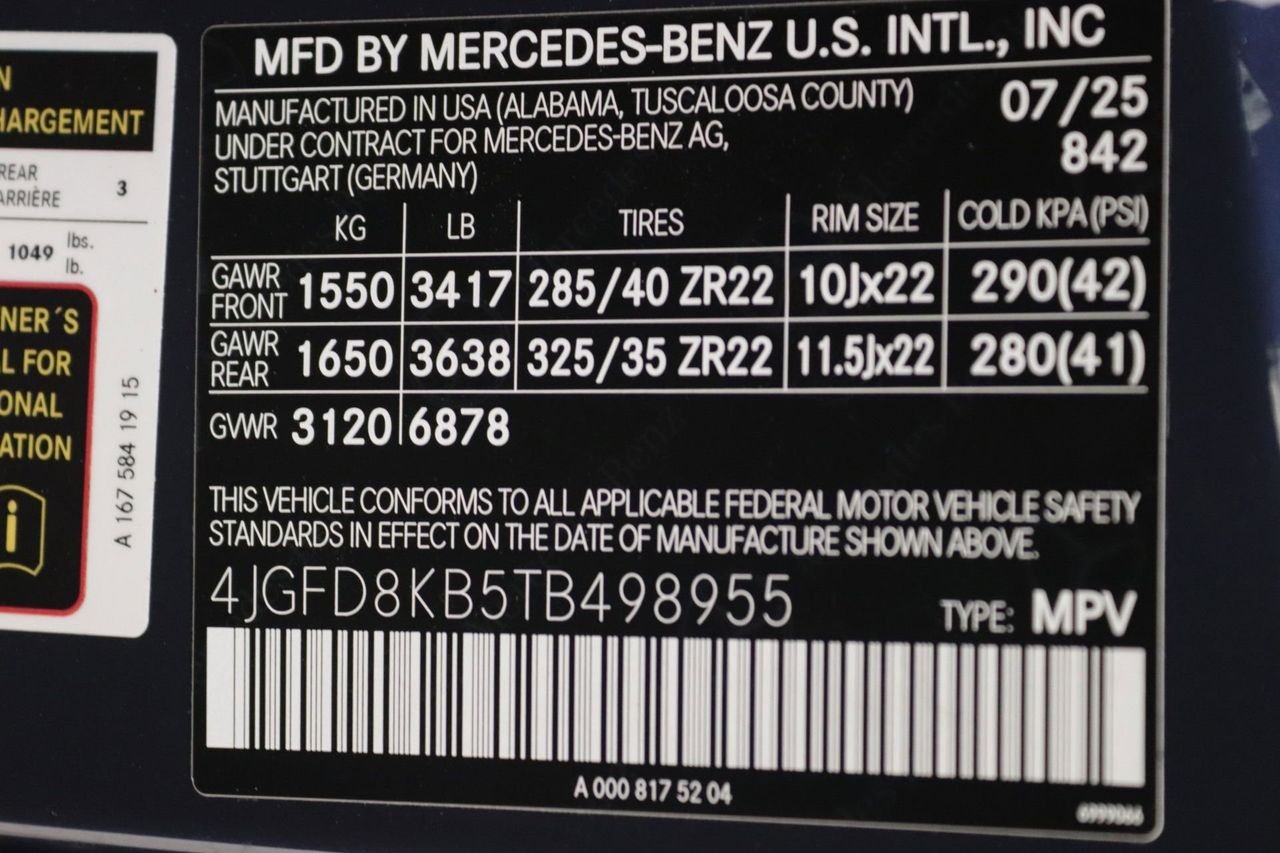 N
HARGEMENT
REAR
ARRIÈRE
3
1049 lbs.
lb.
NER´S
L FOR
ONAL
ATION
i
A 167 584 19 15
MFD BY MERCEDES-BENZ U.S. INTL., INC
MANUFACTURED IN USA (ALABAMA, TUSCALOOSA COUNTY) 07/25
UNDER CONTRACT FOR MERCEDES-BENZ AG, 842
STUTTGART (GERMANY)
KG LB TIRES RIM SIZE COLD KPA (PSI)
GAWR FRONT 1550 3417 285/40 ZR22 10Jx22 290(42)
GAWR REAR 1650 3638 325/35 ZR22 11.5Jx22 280(41)
GVWR 3120 6878
THIS VEHICLE CONFORMS TO ALL APPLICABLE FEDERAL MOTOR VEHICLE SAFETY
STANDARDS IN EFFECT ON THE DATE OF MANUFACTURE SHOWN ABOVE.
4JGFD8KB5TB498955 TYPE: MPV
A 000 817 52 04